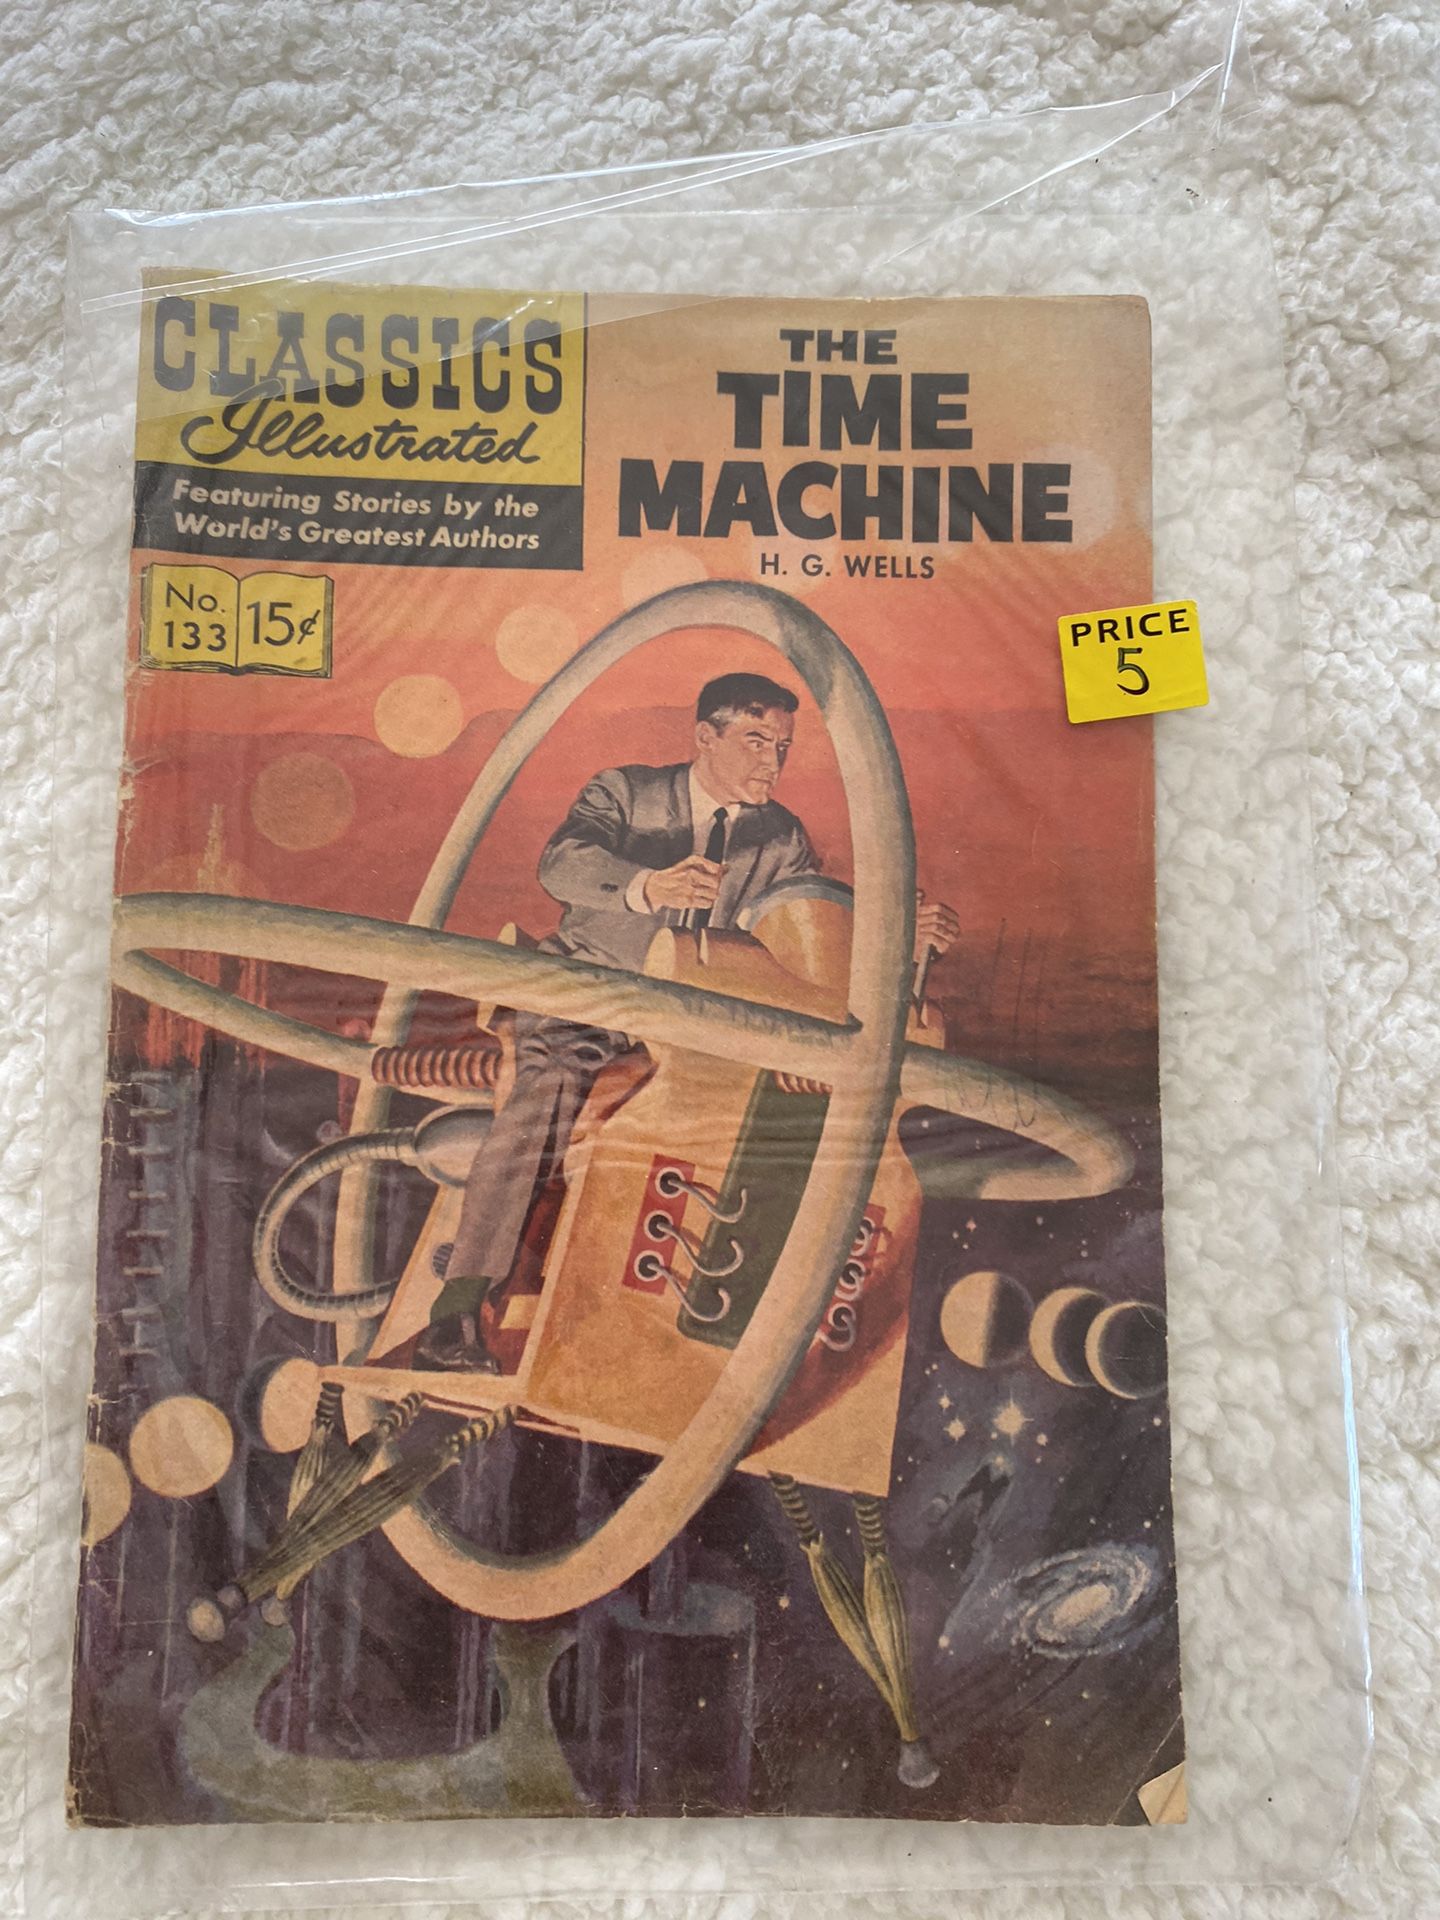 CLASSICS
Illustrated
Featuring Stories by the
World's Greatest Authors
No.
133
15¢
THE
TIME
MACHINE
H. G. WELLS
PRICE
5